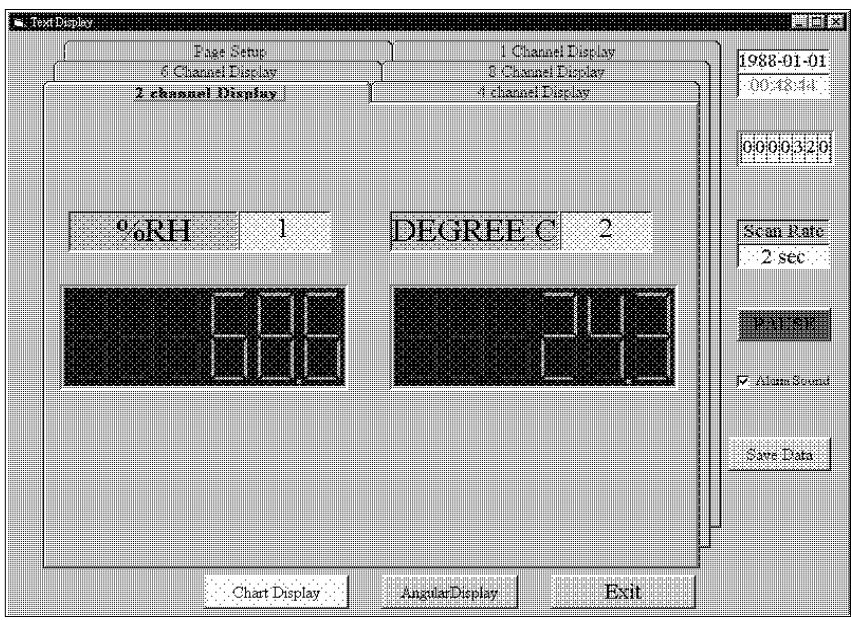 Text Display
Page Setup
1 Channel Display
6 Channel Display
8 Channel Display
2 channel Display
4 channel Display
1988-01-01
00:48:44
0000320
%RH
1
DEGREE C
2
Scan Rate
2 sec
24.3
PAUSE
Alarm Sound
Save Data
Chart Display
AngularDisplay
Exit